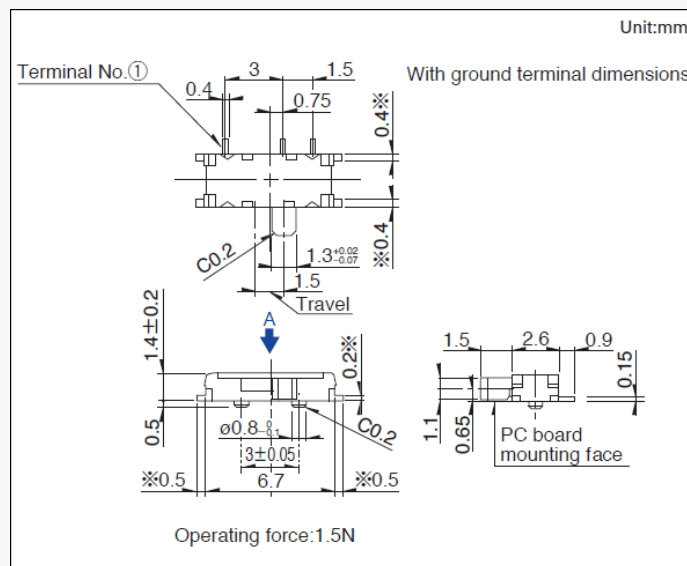 Unit:mm
Terminal No.①
3
1.5
With ground terminal dimensions
0.4
0.75
0.4※
※0.4
C0.2
1.3+0.02 -0.07
1.5
Travel
A
1.4±0.2
0.2※
1.5
2.6
0.9
0.15
0.5
ø0.8 0 -0.1
C0.2
1.1
0.65
3±0.05
PC board
mounting face
※0.5
6.7
※0.5
Operating force:1.5N